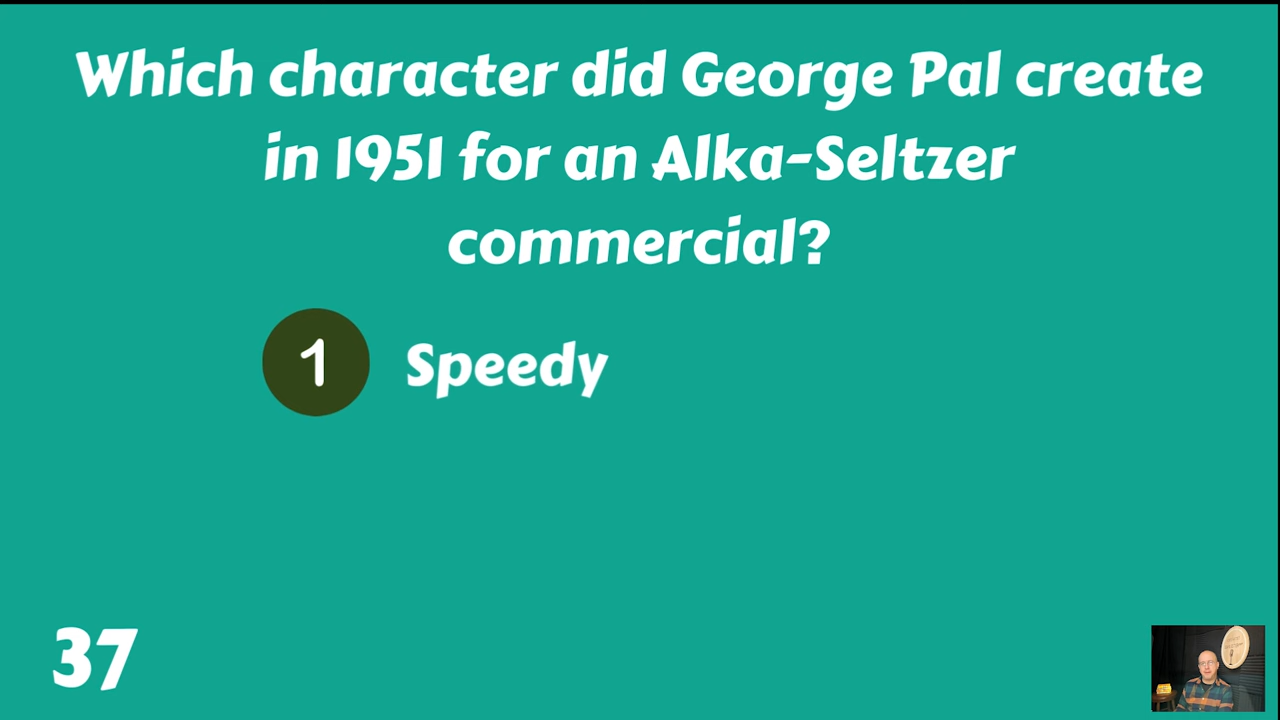 Which character did George Pal create
in 1951 for an Alka-Seltzer
commercial?
1 Speedy
37